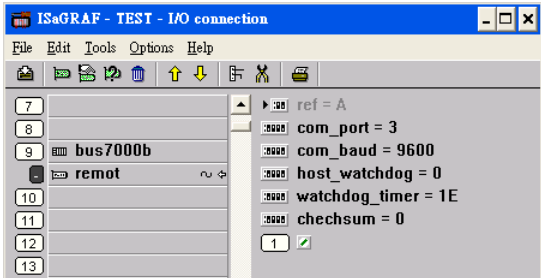 ISaGRAF - TEST - I/O connection
File Edit Tools Options Help
7
8
9 bus7000b
remot
10
11
12
13
ref = A
com_port = 3
com_baud = 9600
host_watchdog = 0
watchdog_timer = 1E
chechsum = 0
1